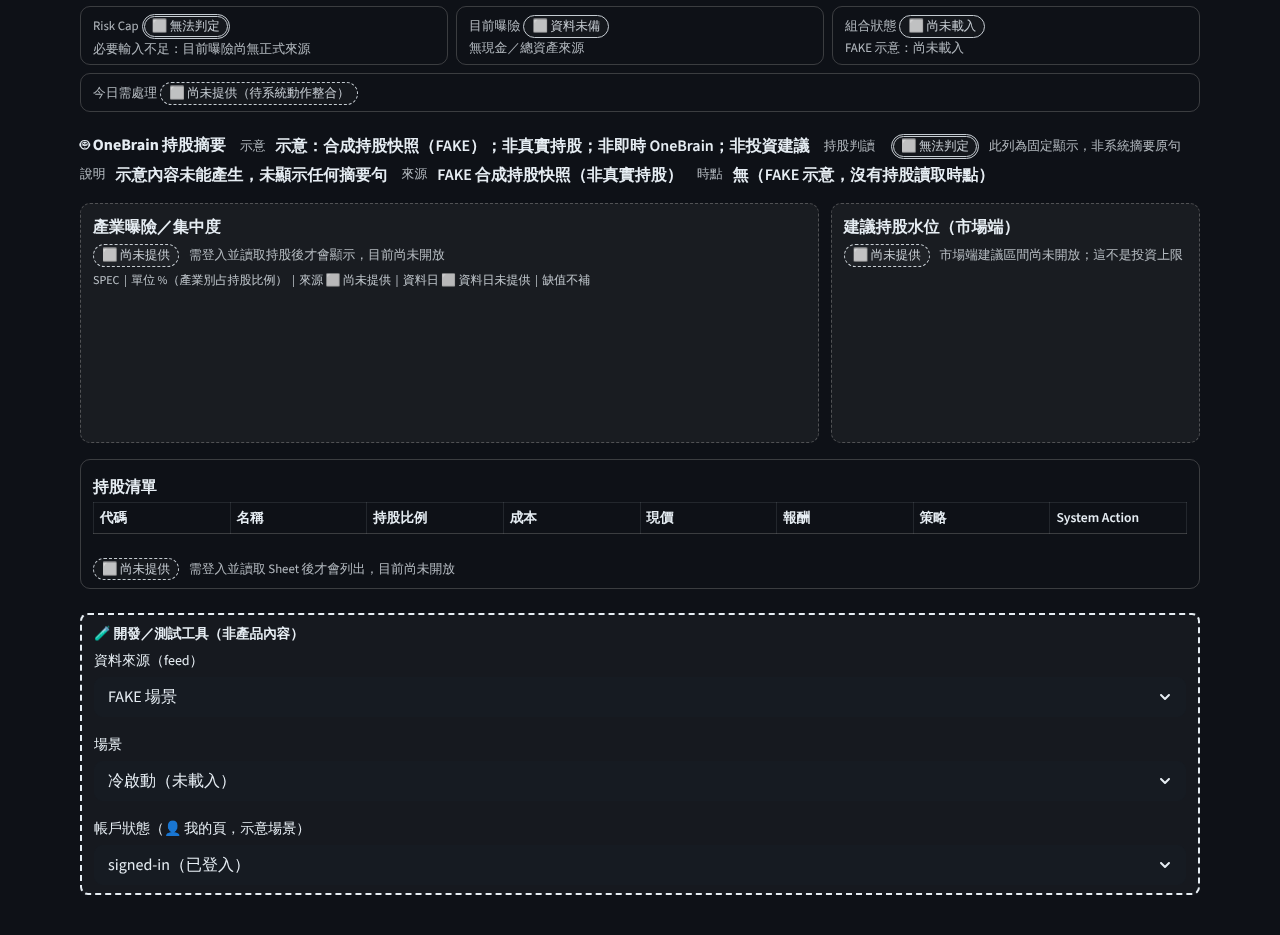 Risk Cap ⬜ 無法判定
必要輸入不足：目前曝險尚無正式來源
目前曝險 ⬜ 資料未備
無現金／總資產來源
組合狀態 ⬜ 尚未載入
FAKE 示意：尚未載入
今日需處理 ⬜ 尚未提供（待系統動作整合）
OneBrain 持股摘要 示意 示意：合成持股快照（FAKE）；非真實持股；非即時 OneBrain；非投資建議 持股判讀 ⬜ 無法判定 此列為固定顯示，非系統摘要原句
說明 示意內容未能產生，未顯示任何摘要句 來源 FAKE 合成持股快照（非真實持股） 時點 無（FAKE 示意，沒有持股讀取時點）
產業曝險／集中度
⬜ 尚未提供 需登入並讀取持股後才會顯示，目前尚未開放
SPEC｜單位 %（產業別占持股比例）｜來源 ⬜ 尚未提供｜資料日 ⬜ 資料日未提供｜缺值不補
建議持股水位（市場端）
⬜ 尚未提供 市場端建議區間尚未開放；這不是投資上限
持股清單
代碼 名稱 持股比例 成本 現價 報酬 策略 System Action
⬜ 尚未提供 需登入並讀取 Sheet 後才會列出，目前尚未開放
🧪 開發／測試工具（非產品內容）
資料來源（feed）
FAKE 場景
場景
冷啟動（未載入）
帳戶狀態（👤 我的頁，示意場景）
signed-in（已登入）